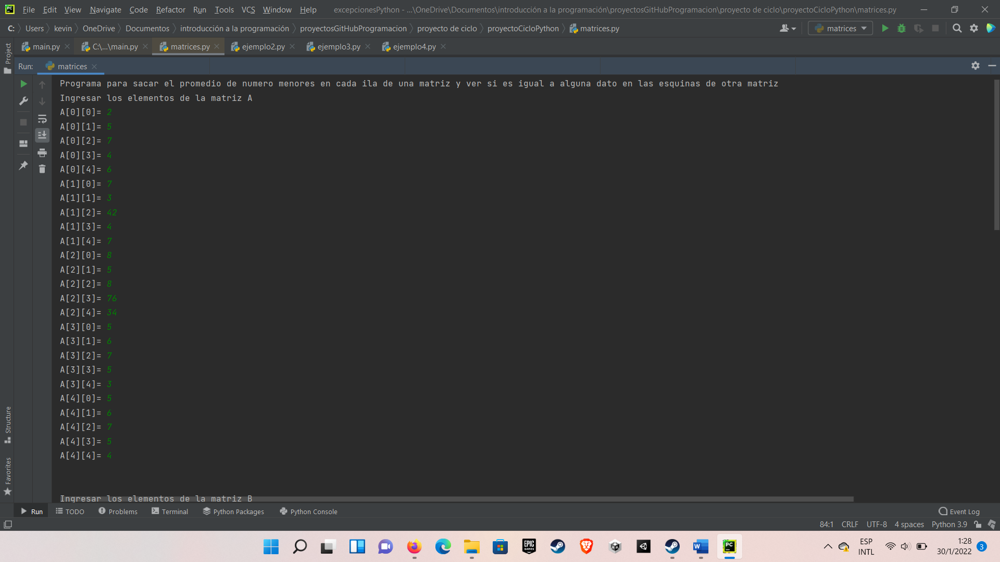 PC File Edit View Navigate Code Refactor Run Tools VCS Window Help excepcionesPython - ...\OneDrive\Documentos\introducción a la programación\proyectosGitHubProgramacion\proyecto de ciclo\proyectoCicloPython\matrices.py
C: Users kevin OneDrive Documentos introducción a la programación proyectosGitHubProgramacion proyecto de ciclo proyectoCicloPython matrices.py matrices
main.py C:\...\main.py matrices.py ejemplo2.py ejemplo3.py ejemplo4.py
Project
Run: matrices
Programa para sacar el promedio de numero menores en cada ila de una matriz y ver si es igual a alguna dato en las esquinas de otra matriz
Ingresar los elementos de la matriz A
A[0][0]= 2
A[0][1]= 5
A[0][2]= 7
A[0][3]= 4
A[0][4]= 6
A[1][0]= 7
A[1][1]= 3
A[1][2]= 42
A[1][3]= 4
A[1][4]= 7
A[2][0]= 8
A[2][1]= 5
A[2][2]= 8
A[2][3]= 76
A[2][4]= 34
A[3][0]= 5
A[3][1]= 6
A[3][2]= 7
A[3][3]= 5
A[3][4]= 3
A[4][0]= 5
A[4][1]= 6
A[4][2]= 7
A[4][3]= 5
A[4][4]= 4
Ingresar los elementos de la matriz B
Structure
Favorites
Run TODO Problems Terminal Python Packages Python Console Event Log
84:1 CRLF UTF-8 4 spaces Python 3.9
EPIC GAMES W PC
ESP
INTL
1:28
30/1/2022
3